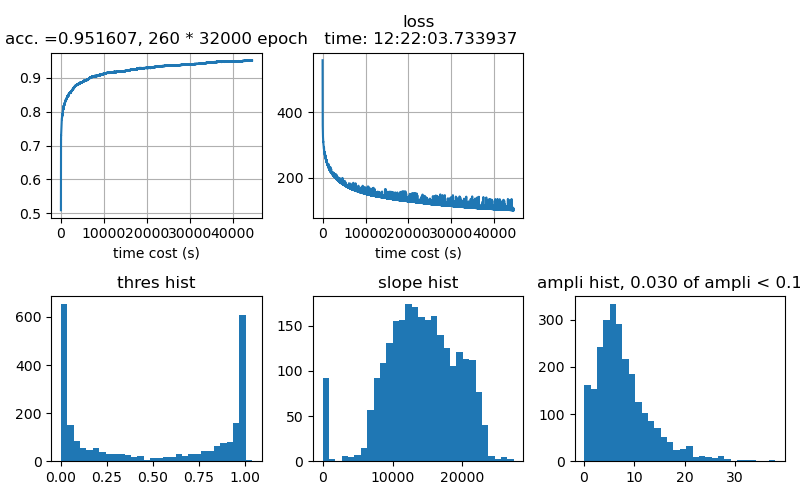 acc. =0.951607, 260 * 32000 epoch
0.9
0.8
0.7
0.6
0.5
0 10000 20000 30000 40000
time cost (s)
loss
time: 12:22:03.733937
400
200
0 10000 20000 30000 40000
time cost (s)
thres hist
600
400
200
0
0.00 0.25 0.50 0.75 1.00
slope hist
150
100
50
0
0 10000 20000
ampli hist, 0.030 of ampli < 0.1
300
200
100
0
0 10 20 30